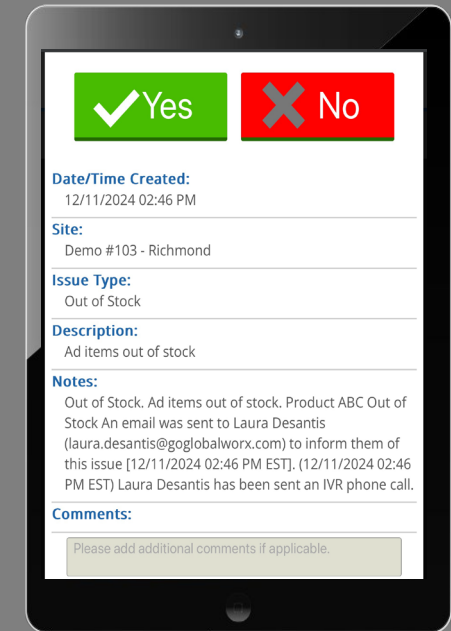 Yes
No
Date/Time Created:
12/11/2024 02:46 PM
Site:
Demo #103 - Richmond
Issue Type:
Out of Stock
Description:
Ad items out of stock
Notes:
Out of Stock. Ad items out of stock. Product ABC Out of
Stock An email was sent to Laura Desantis
(laura.desantis@goglobalworx.com) to inform them of
this issue [12/11/2024 02:46 PM EST]. (12/11/2024 02:46
PM EST) Laura Desantis has been sent an IVR phone call.
Comments:
Please add additional comments if applicable.